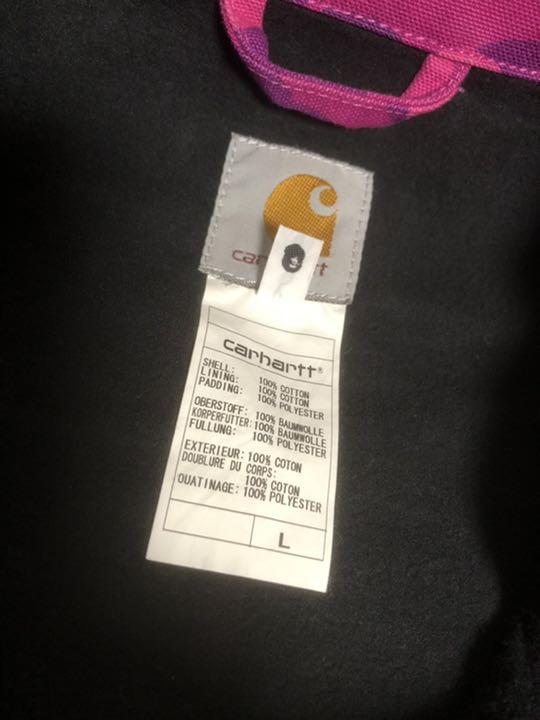 carhartt
carhartt®
SHELL: 100% COTTON
LINING: 100% COTTON
PADDING: 100% POLYESTER
OBERSTOFF: 100% BAUMWOLLE
KORPERFUTTER: 100% BAUMWOLLE
FULLUNG: 100% POLYESTER
EXTERIEUR: 100% COTON
DOUBLURE DU CORPS:
100% COTON
OUATINAGE: 100% POLYESTER
L